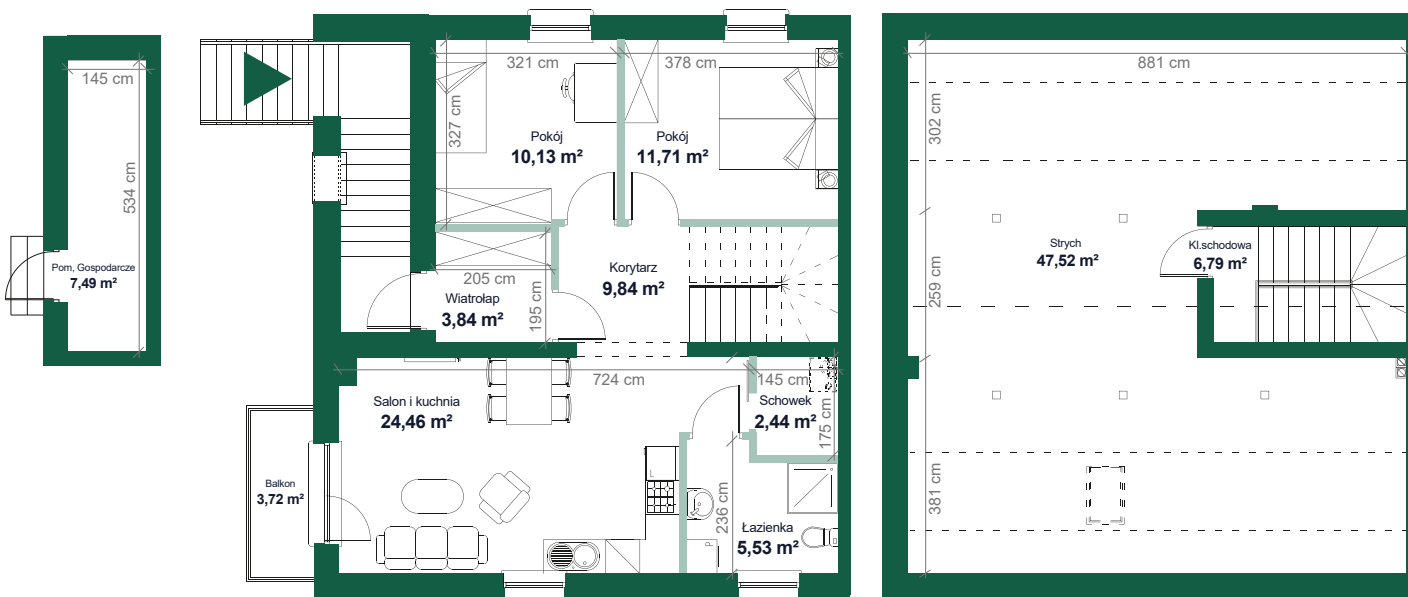 145 cm
534 cm
Pom, Gospodarcze
7,49 m²
321 cm
327 cm
Pokój
10,13 m²
378 cm
Pokój
11,71 m²
205 cm
195 cm
Wiatrołap
3,84 m²
Korytarz
9,84 m²
724 cm
Salon i kuchnia
24,46 m²
145 cm
Schowek
2,44 m²
175 cm
Balkon
3,72 m²
L
236 cm
Łazienka
5,53 m²
P
881 cm
302 cm
Strych
47,52 m²
Kl.schodowa
6,79 m²
259 cm
381 cm